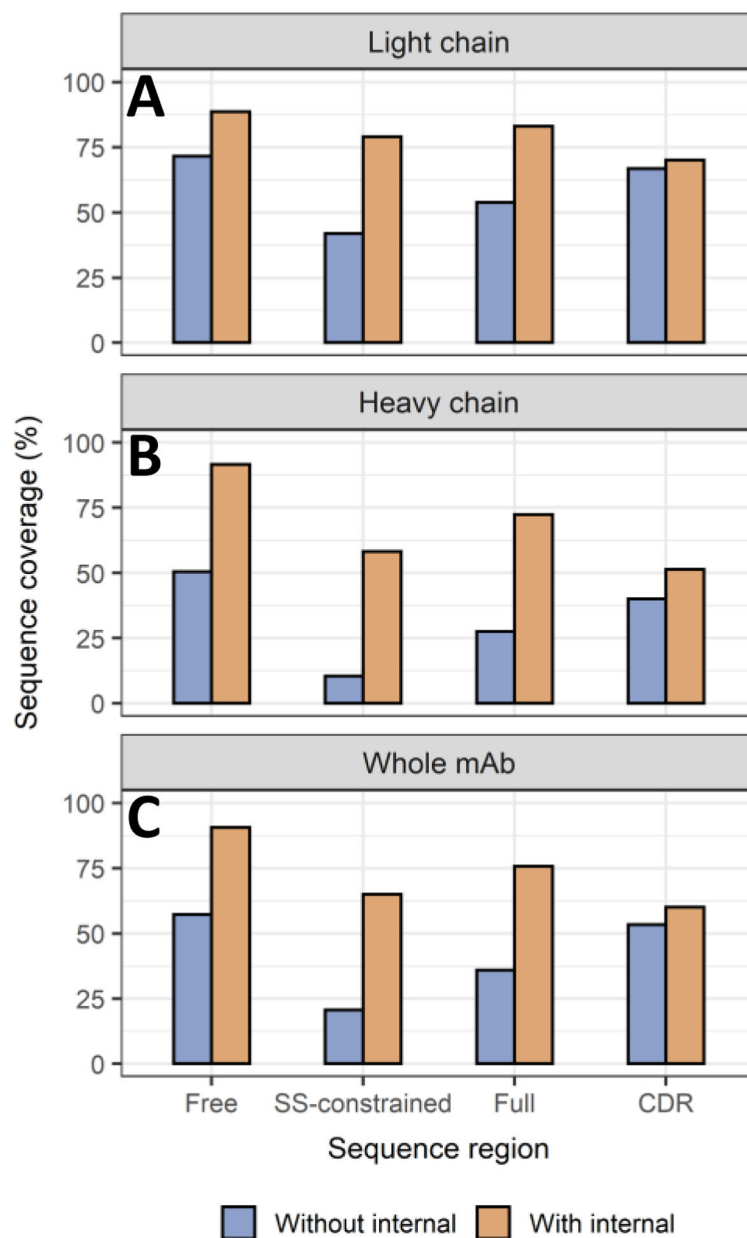 Light chain
A
100
75
50
25
0
Heavy chain
B
100
75
50
25
0
Whole mAb
C
100
75
50
25
0
Sequence coverage (%)
Free SS-constrained Full CDR
Sequence region
Without internal With internal